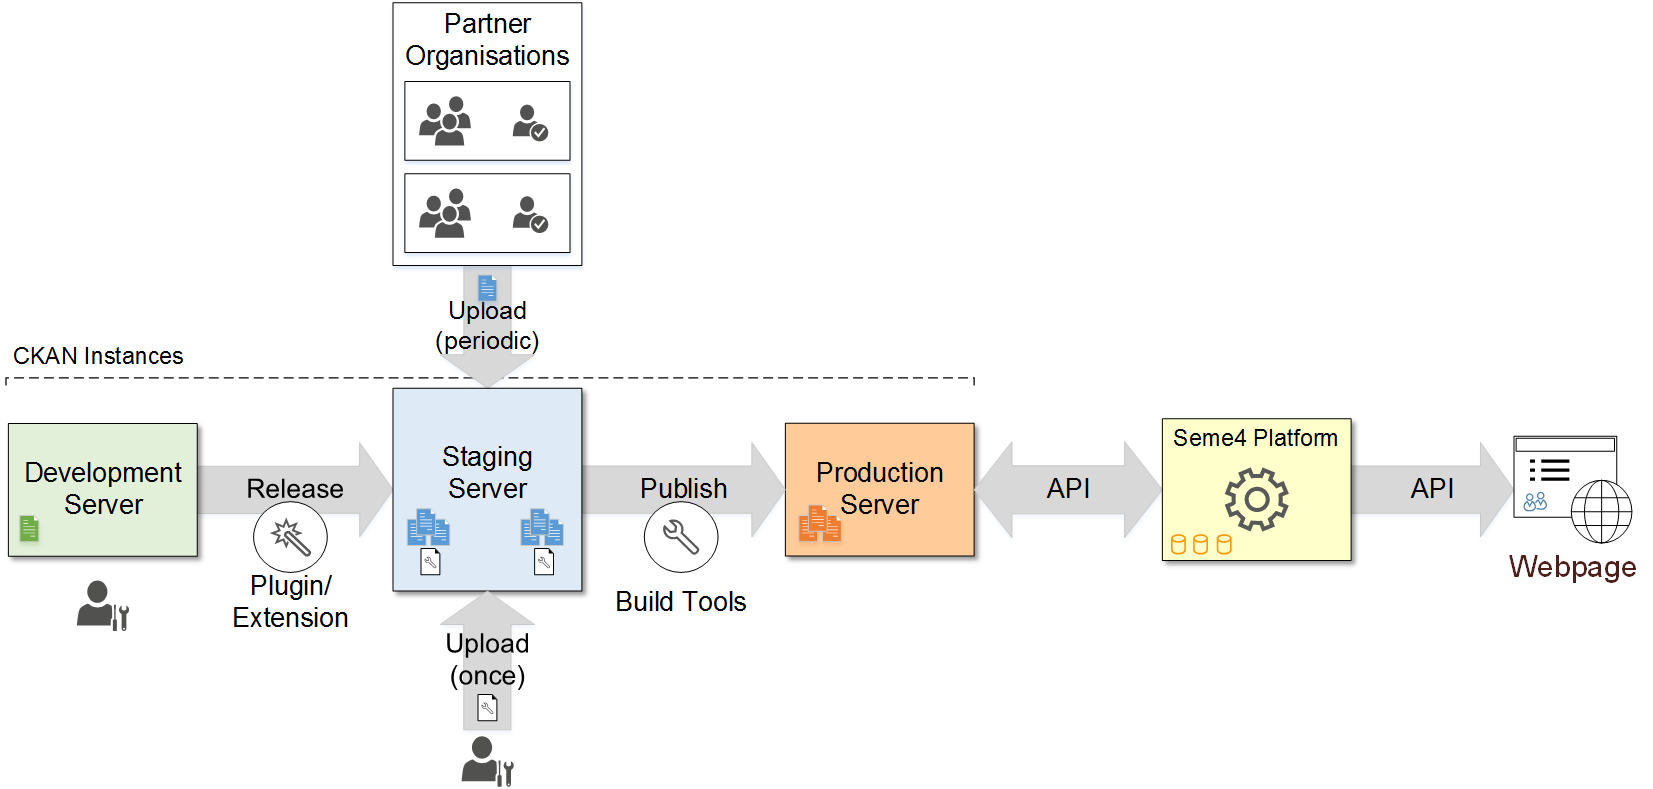 Partner
Organisations
Upload
(periodic)
CKAN Instances
Development
Server
Release
Plugin/
Extension
Staging
Server
Publish
Build Tools
Production
Server
API
Seme4 Platform
API
Webpage
Upload
(once)